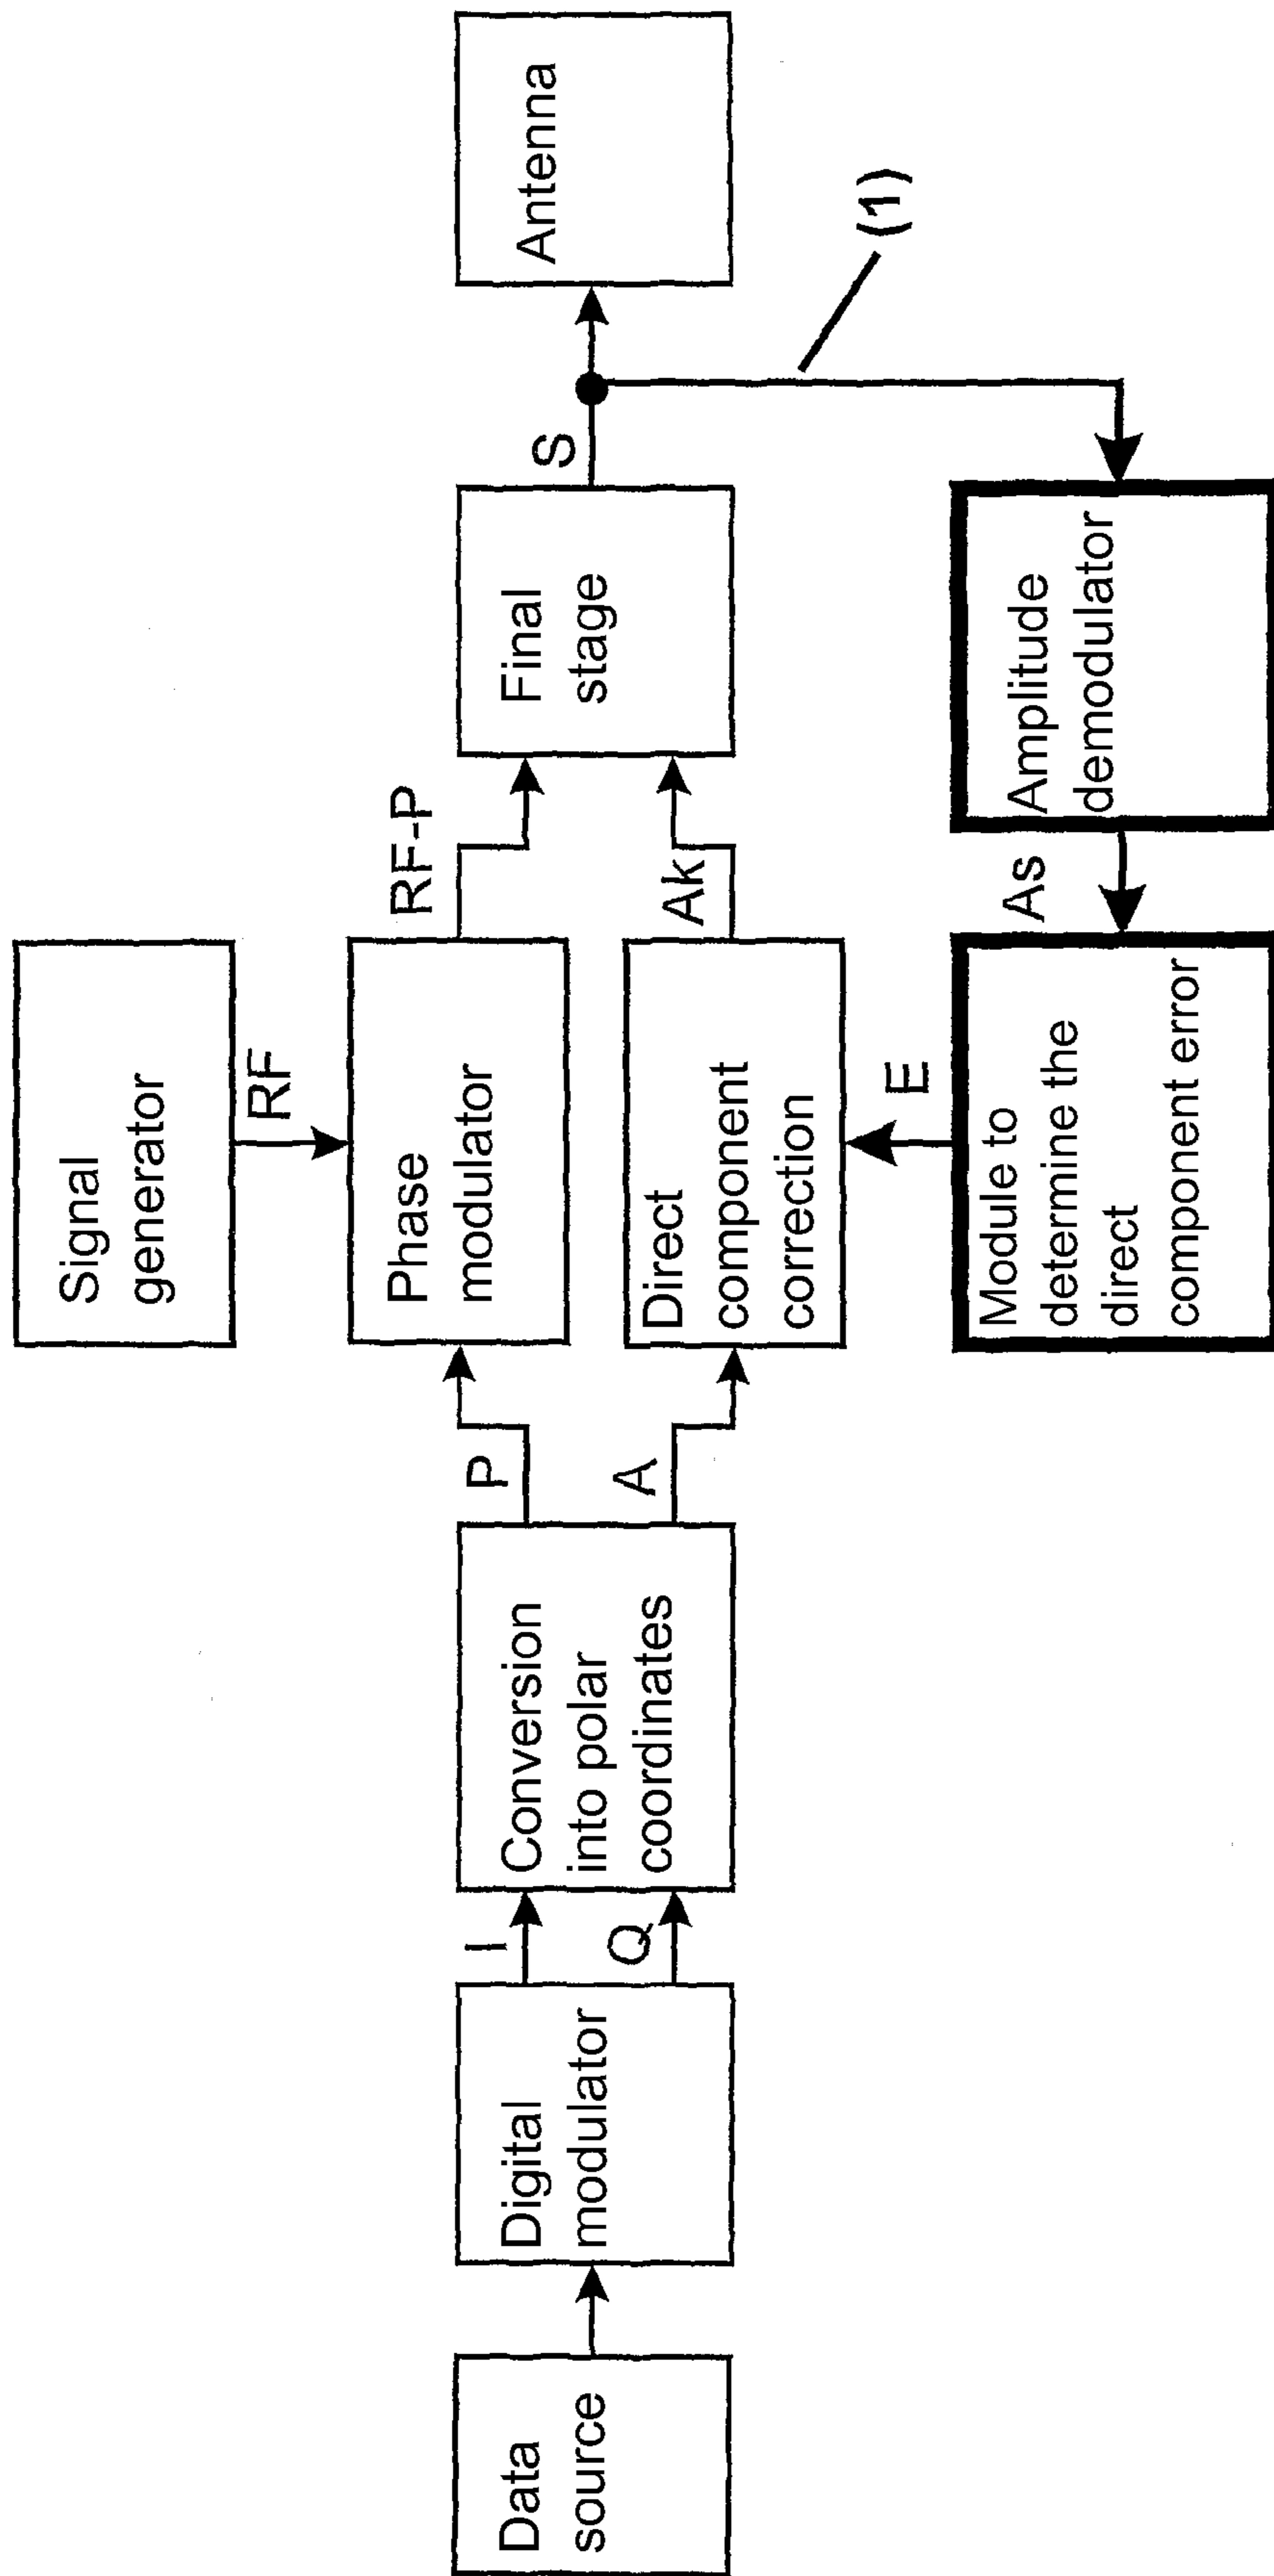 Data
source
Digital
modulator
I
Q
Conversion
into polar
coordinates
P
A
Signal
generator
RF
Phase
modulator
Direct
component
correction
E
Module to
determine the
direct
component error
RF-P
Ak
As
Final
stage
Amplitude
demodulator
S
(1)
Antenna